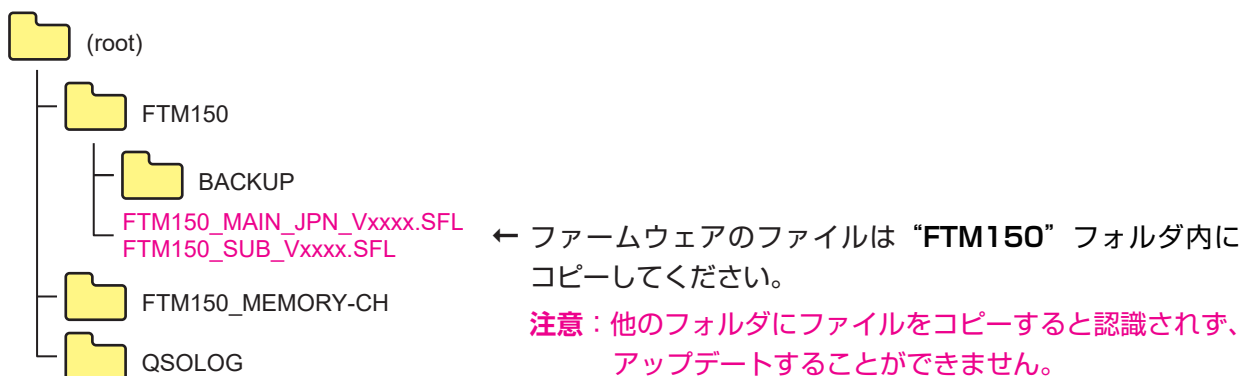 (root)
FTM150
BACKUP
FTM150_MAIN_JPN_Vxxxx.SFL
FTM150_SUB_Vxxxx.SFL
← ファームウェアのファイルは“FTM150”フォルダ内に
コピーしてください。
FTM150_MEMORY-CH
注意：他のフォルダにファイルをコピーすると認識されず、
アップデートすることができません。
QSOLOG